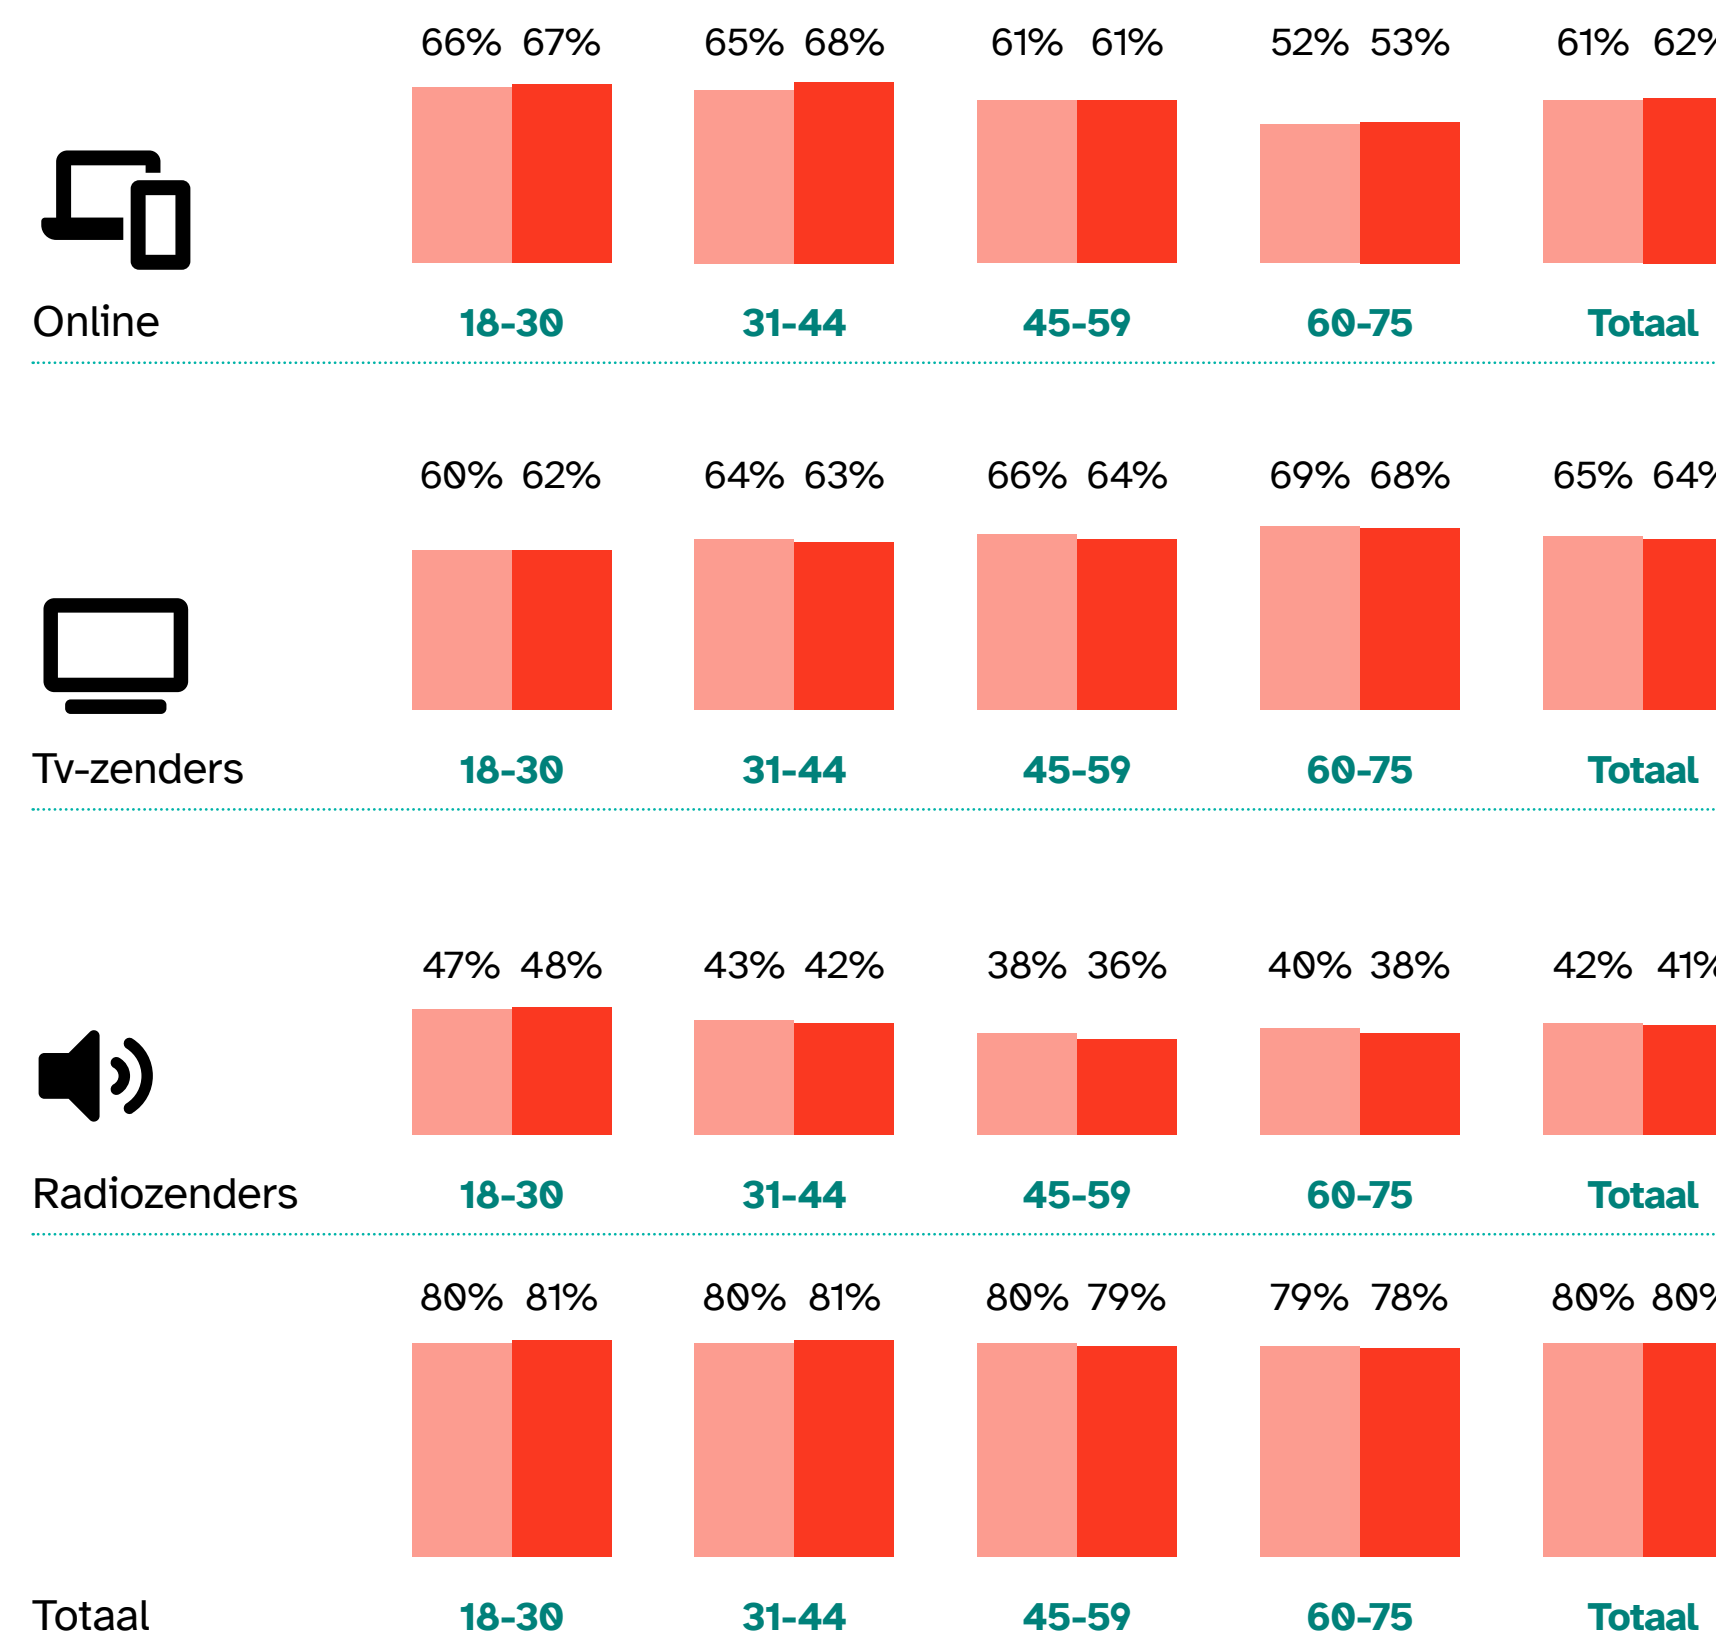 66% 67% 65% 68% 61% 61% 52% 53% 61% 62%
Online 18-30 31-44 45-59 60-75 Totaal
60% 62% 64% 63% 66% 64% 69% 68% 65% 64%
Tv-zenders 18-30 31-44 45-59 60-75 Totaal
47% 48% 43% 42% 38% 36% 40% 38% 42% 41%
Radiozenders 18-30 31-44 45-59 60-75 Totaal
80% 81% 80% 81% 80% 79% 79% 78% 80% 80%
Totaal 18-30 31-44 45-59 60-75 Totaal